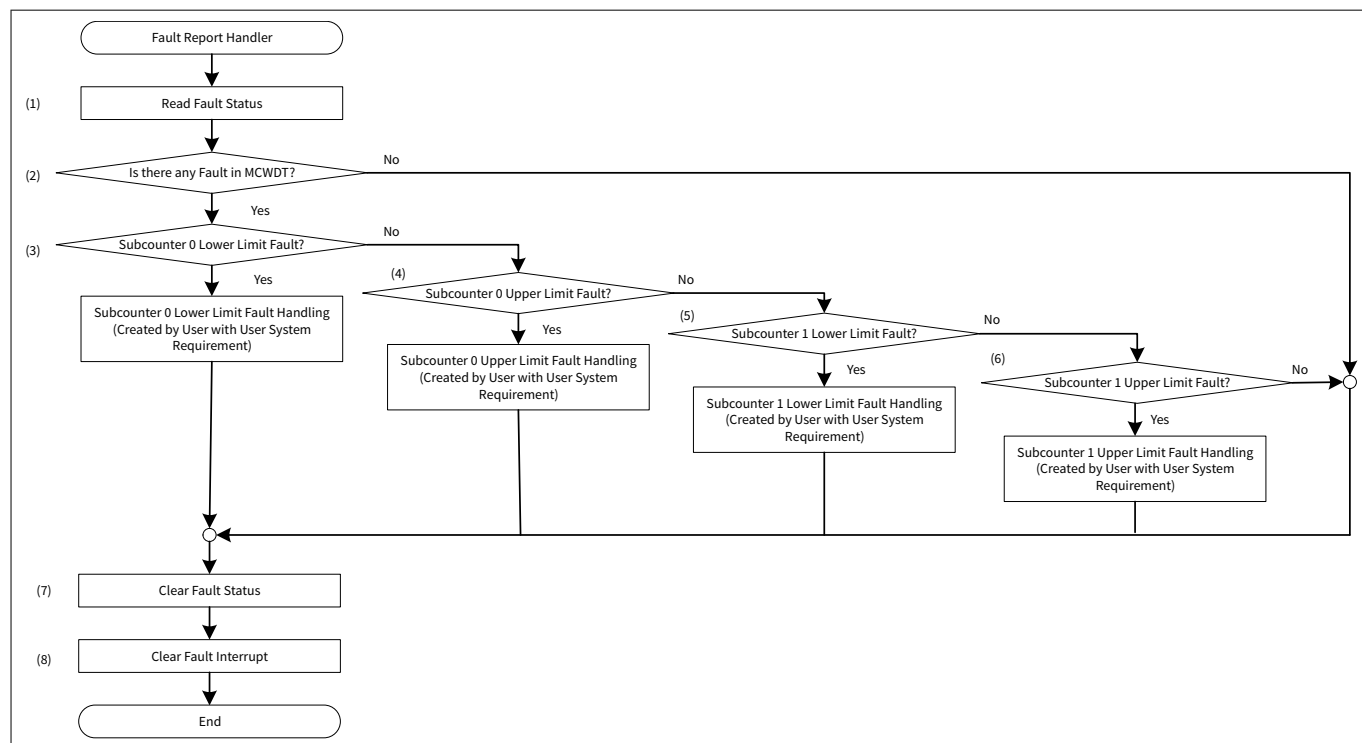 Fault Report Handler
(1)
Read Fault Status
No
(2)
Is there any Fault in MCWDT?
Yes
(3)
Subcounter 0 Lower Limit Fault?
No
Yes
(4)
Subcounter 0 Upper Limit Fault?
No
Yes
(5)
Subcounter 1 Lower Limit Fault?
No
Yes
(6)
Subcounter 1 Upper Limit Fault?
No
Yes
Subcounter 0 Lower Limit Fault Handling
(Created by User with User System
Requirement)
Subcounter 0 Upper Limit Fault Handling
(Created by User with User System
Requirement)
Subcounter 1 Lower Limit Fault Handling
(Created by User with User System
Requirement)
Subcounter 1 Upper Limit Fault Handling
(Created by User with User System
Requirement)
(7)
Clear Fault Status
(8)
Clear Fault Interrupt
End